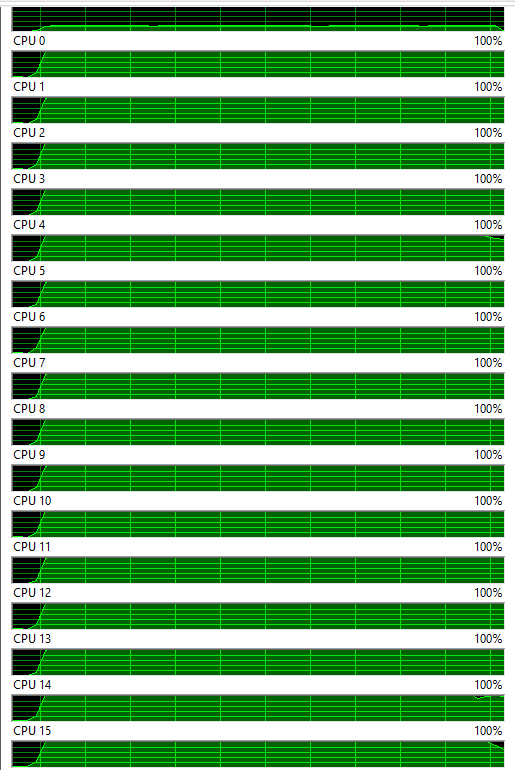 CPU 0 100%
CPU 1 100%
CPU 2 100%
CPU 3 100%
CPU 4 100%
CPU 5 100%
CPU 6 100%
CPU 7 100%
CPU 8 100%
CPU 9 100%
CPU 10 100%
CPU 11 100%
CPU 12 100%
CPU 13 100%
CPU 14 100%
CPU 15 100%